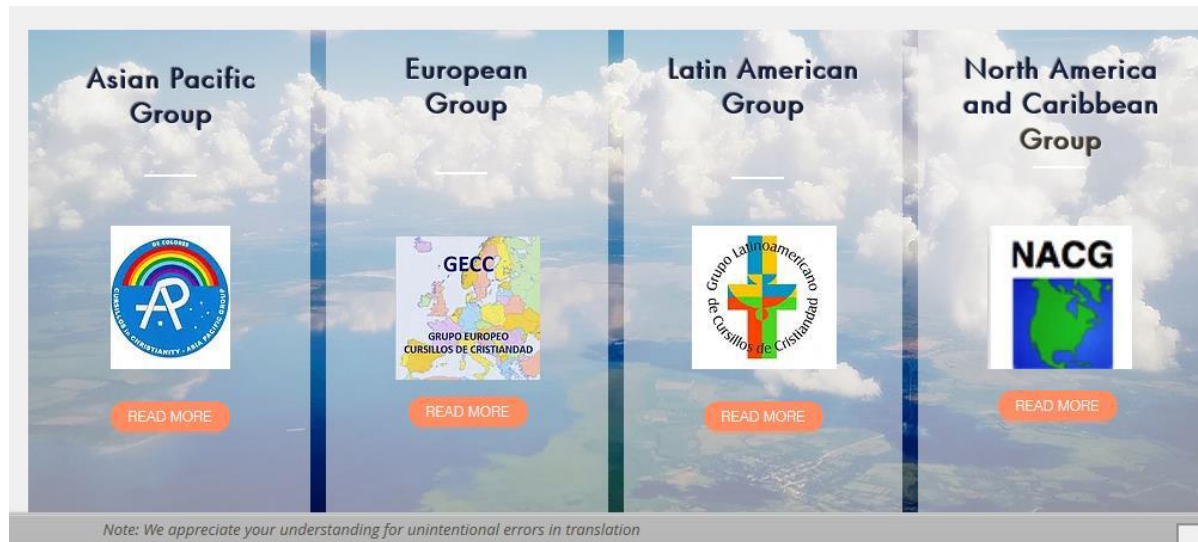 Asian Pacific
Group
DE COLORES
CURSILLOS in CHRISTIANITY - ASIA PACIFIC GROUP
AP
READ MORE
European
Group
GECC
GRUPO EUROPEO
CURSILLOS DE CRISTIANDAD
READ MORE
Latin American
Group
Grupo Latinoamericano
de Cursillos de Cristiandad
READ MORE
North America
and Caribbean
Group
NACG
READ MORE
Note: We appreciate your understanding for unintentional errors in translation